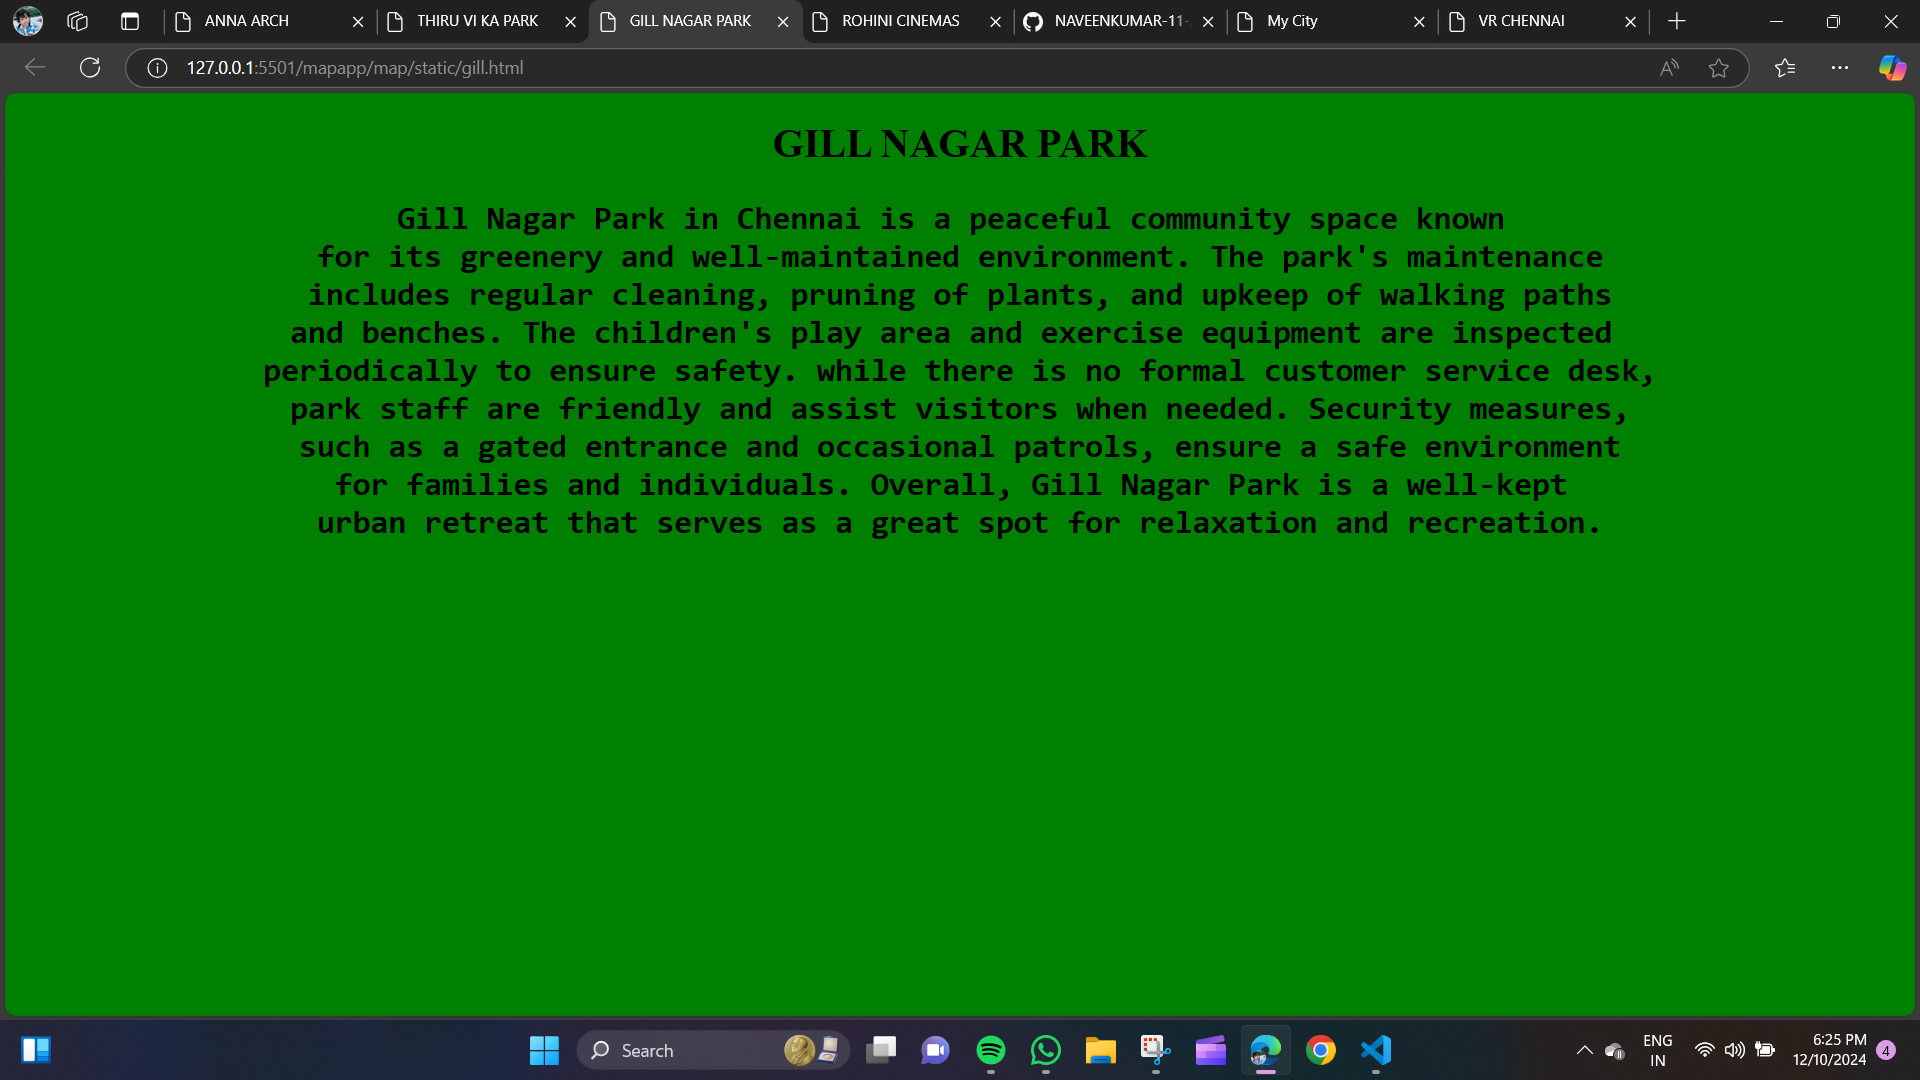 ANNA ARCH
THIRU VI KA PARK
GILL NAGAR PARK
ROHINI CINEMAS
NAVEENKUMAR-11-
My City
VR CHENNAI
127.0.0.1:5501/mapapp/map/static/gill.html
GILL NAGAR PARK
Gill Nagar Park in Chennai is a peaceful community space known
for its greenery and well-maintained environment. The park's maintenance
includes regular cleaning, pruning of plants, and upkeep of walking paths
and benches. The children's play area and exercise equipment are inspected
periodically to ensure safety. while there is no formal customer service desk,
park staff are friendly and assist visitors when needed. Security measures,
such as a gated entrance and occasional patrols, ensure a safe environment
for families and individuals. Overall, Gill Nagar Park is a well-kept
urban retreat that serves as a great spot for relaxation and recreation.
Search
ENG
IN
6:25 PM
12/10/2024
4